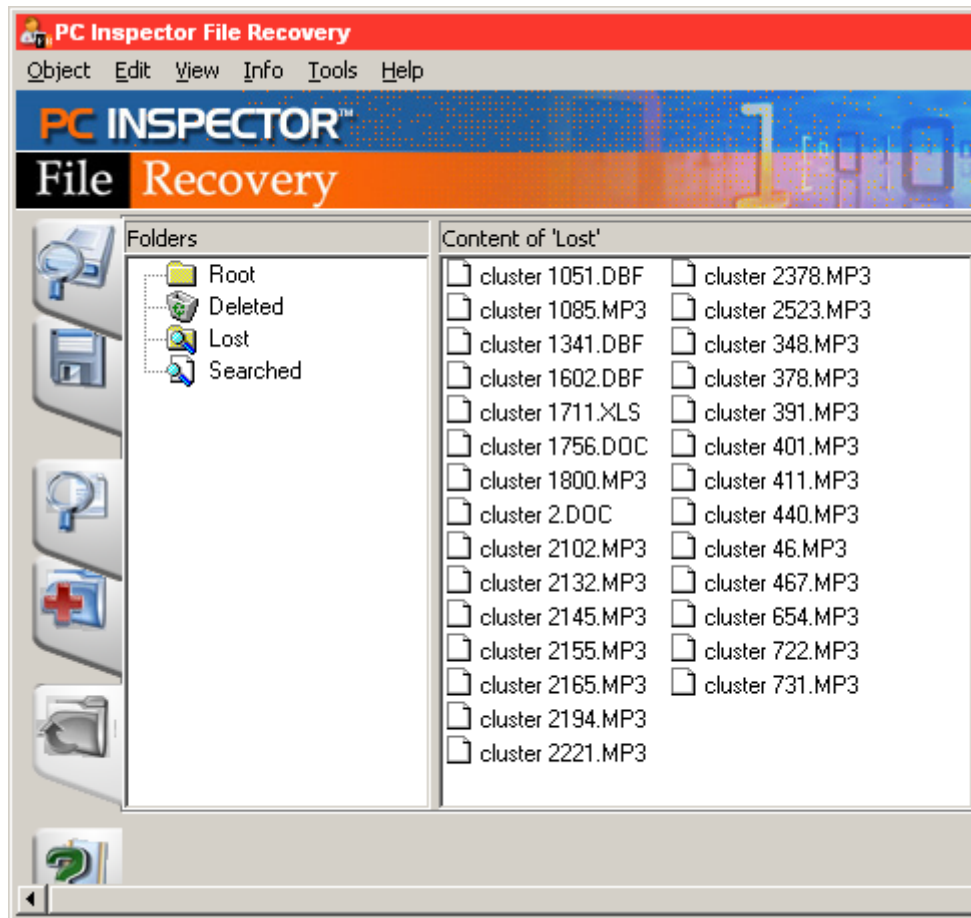 PC Inspector File Recovery
Object Edit View Info Tools Help
PC INSPECTOR™
File Recovery
Folders
Root
Deleted
Lost
Searched
Content of 'Lost'
cluster 1051.DBF
cluster 1085.MP3
cluster 1341.DBF
cluster 1602.DBF
cluster 1711.XLS
cluster 1756.DOC
cluster 1800.MP3
cluster 2.DOC
cluster 2102.MP3
cluster 2132.MP3
cluster 2145.MP3
cluster 2155.MP3
cluster 2165.MP3
cluster 2194.MP3
cluster 2221.MP3
cluster 2378.MP3
cluster 2523.MP3
cluster 348.MP3
cluster 378.MP3
cluster 391.MP3
cluster 401.MP3
cluster 411.MP3
cluster 440.MP3
cluster 46.MP3
cluster 467.MP3
cluster 654.MP3
cluster 722.MP3
cluster 731.MP3